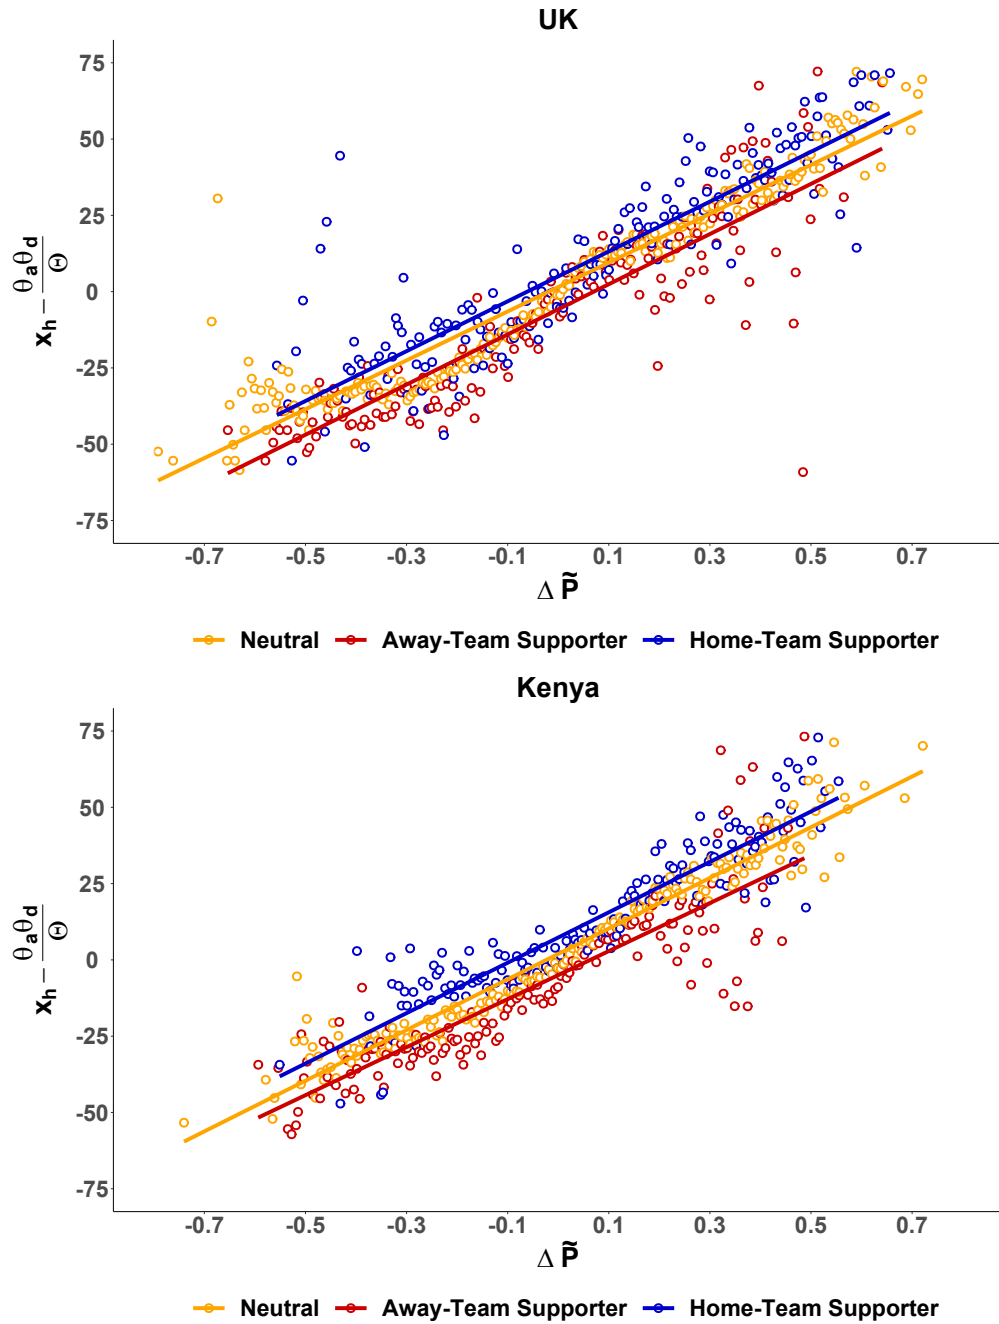 UK
75
50
25
0
-25
-50
-75
x_h − θ_aθ_d/Θ
-0.7 -0.5 -0.3 -0.1 0.1 0.3 0.5 0.7
Δ P̃
Neutral Away-Team Supporter Home-Team Supporter
Kenya
75
50
25
0
-25
-50
-75
x_h − θ_aθ_d/Θ
-0.7 -0.5 -0.3 -0.1 0.1 0.3 0.5 0.7
Δ P̃
Neutral Away-Team Supporter Home-Team Supporter